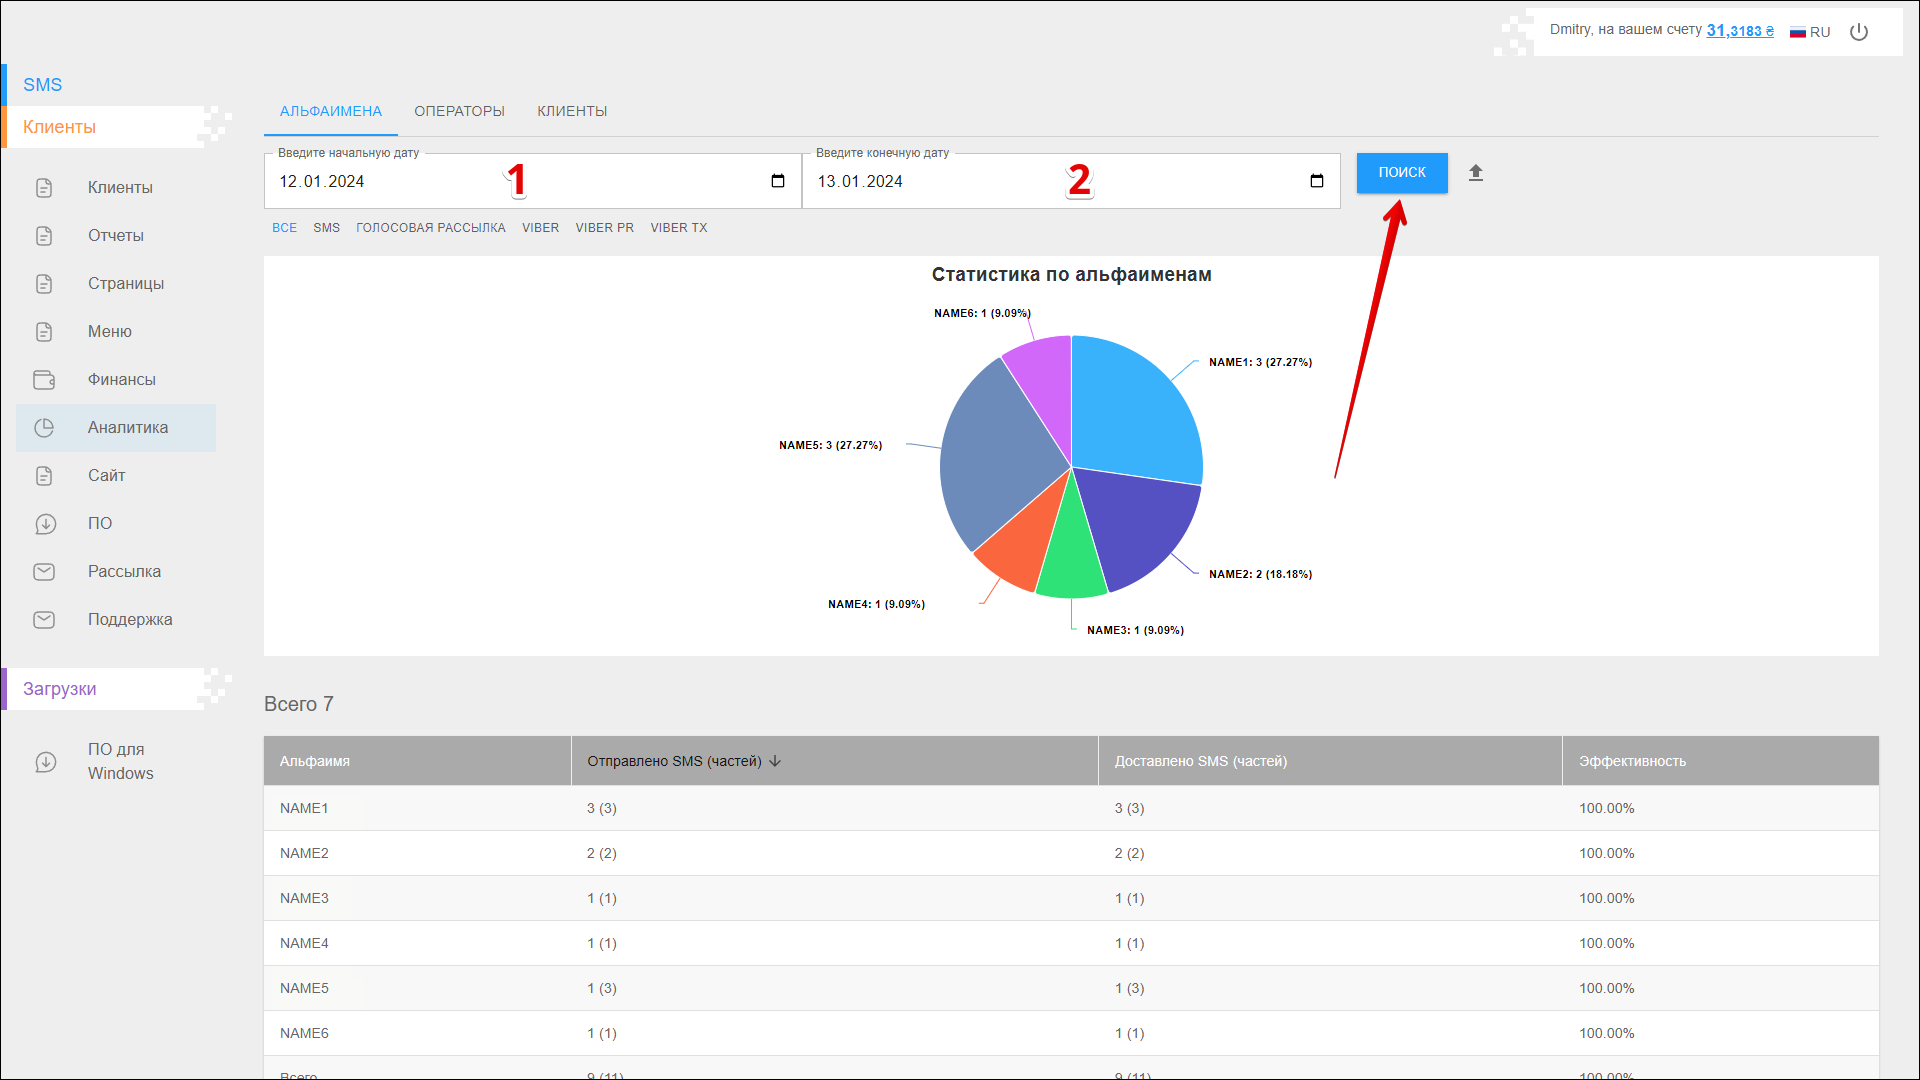 Dmitry, на вашем счету 31,3183 ₴ RU
SMS
Клиенты
Клиенты
Отчеты
Страницы
Меню
Финансы
Аналитика
Сайт
ПО
Рассылка
Поддержка
Загрузки
ПО для
Windows
АЛЬФАИМЕНА ОПЕРАТОРЫ КЛИЕНТЫ
Введите начальную дату
12.01.2024
1
Введите конечную дату
13.01.2024
2
ПОИСК
ВСЕ SMS ГОЛОСОВАЯ РАССЫЛКА VIBER VIBER PR VIBER TX
Статистика по альфаименам
NAME6: 1 (9.09%)
NAME1: 3 (27.27%)
NAME5: 3 (27.27%)
NAME2: 2 (18.18%)
NAME4: 1 (9.09%)
NAME3: 1 (9.09%)
Всего 7
Альфаимя Отправлено SMS (частей) Доставлено SMS (частей) Эффективность
NAME1 3 (3) 3 (3) 100.00%
NAME2 2 (2) 2 (2) 100.00%
NAME3 1 (1) 1 (1) 100.00%
NAME4 1 (1) 1 (1) 100.00%
NAME5 1 (3) 1 (3) 100.00%
NAME6 1 (1) 1 (1) 100.00%
Всего 9 (11) 9 (11) 100.00%